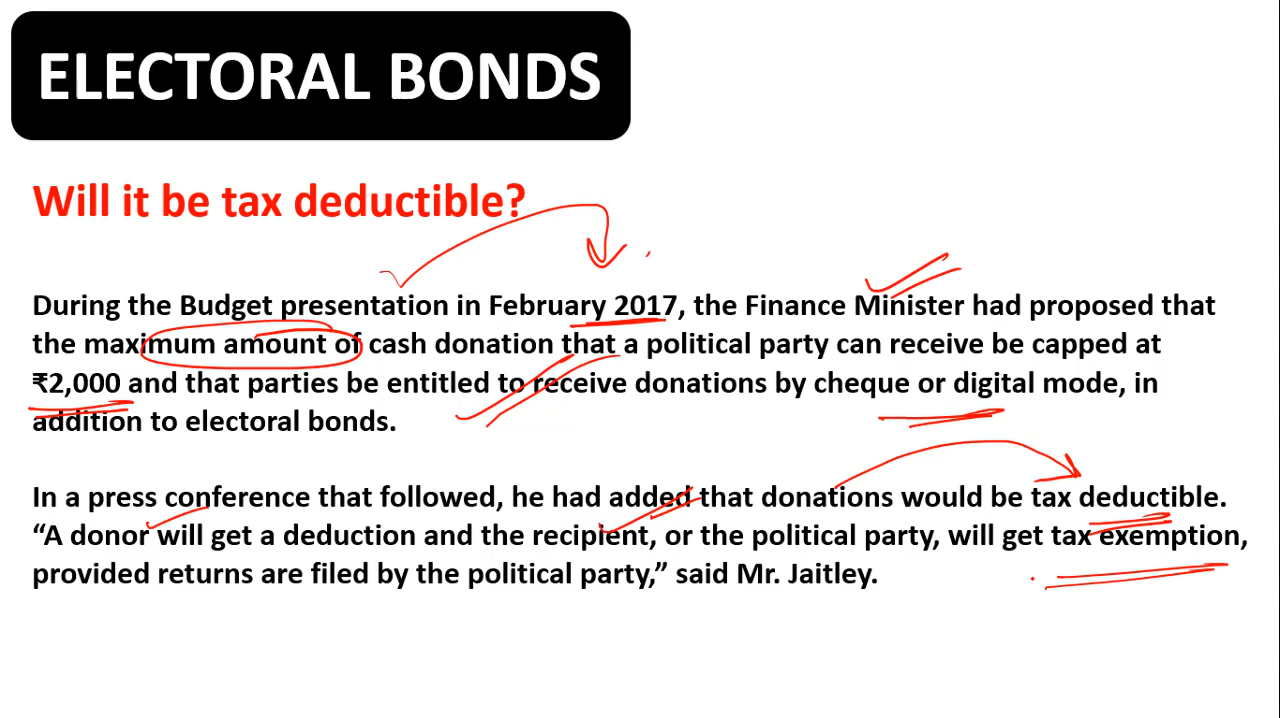 ELECTORAL BONDS
Will it be tax deductible?
During the Budget presentation in February 2017, the Finance Minister had proposed that
the maximum amount of cash donation that a political party can receive be capped at
₹2,000 and that parties be entitled to receive donations by cheque or digital mode, in
addition to electoral bonds.
In a press conference that followed, he had added that donations would be tax deductible.
“A donor will get a deduction and the recipient, or the political party, will get tax exemption,
provided returns are filed by the political party,” said Mr. Jaitley.